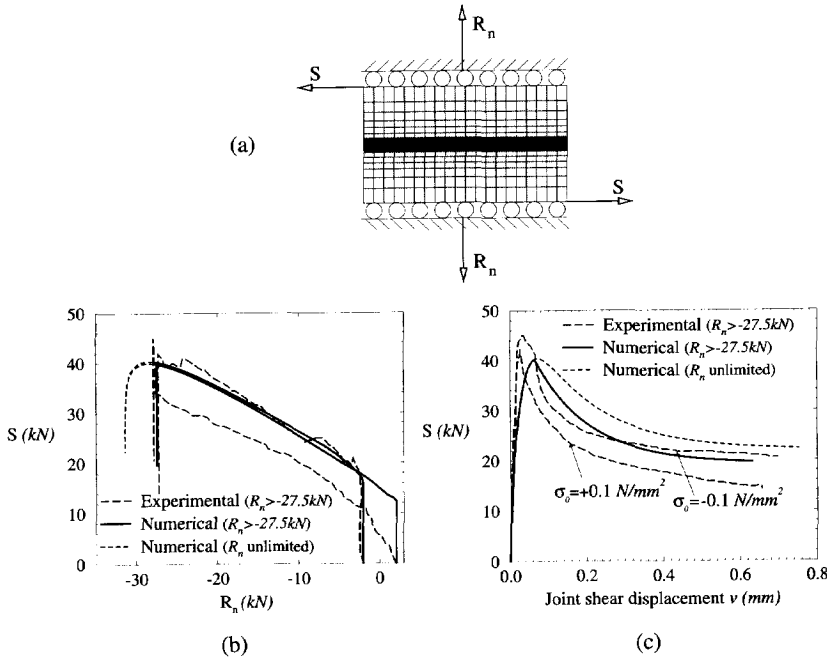 R_n
S
(a)
S
R_n
50
40
30
20
10
0
S (kN)
Experimental (R_n>-27.5kN)
Numerical (R_n>-27.5kN)
Numerical (R_n unlimited)
-30
-20
-10
0
R_n (kN)
(b)
50
40
30
20
10
0
S (kN)
Experimental (R_n>-27.5kN)
Numerical (R_n>-27.5kN)
Numerical (R_n unlimited)
σ_o=+0.1 N/mm²
σ_o=-0.1 N/mm²
0.0
0.2
0.4
0.6
0.8
Joint shear displacement v (mm)
(c)